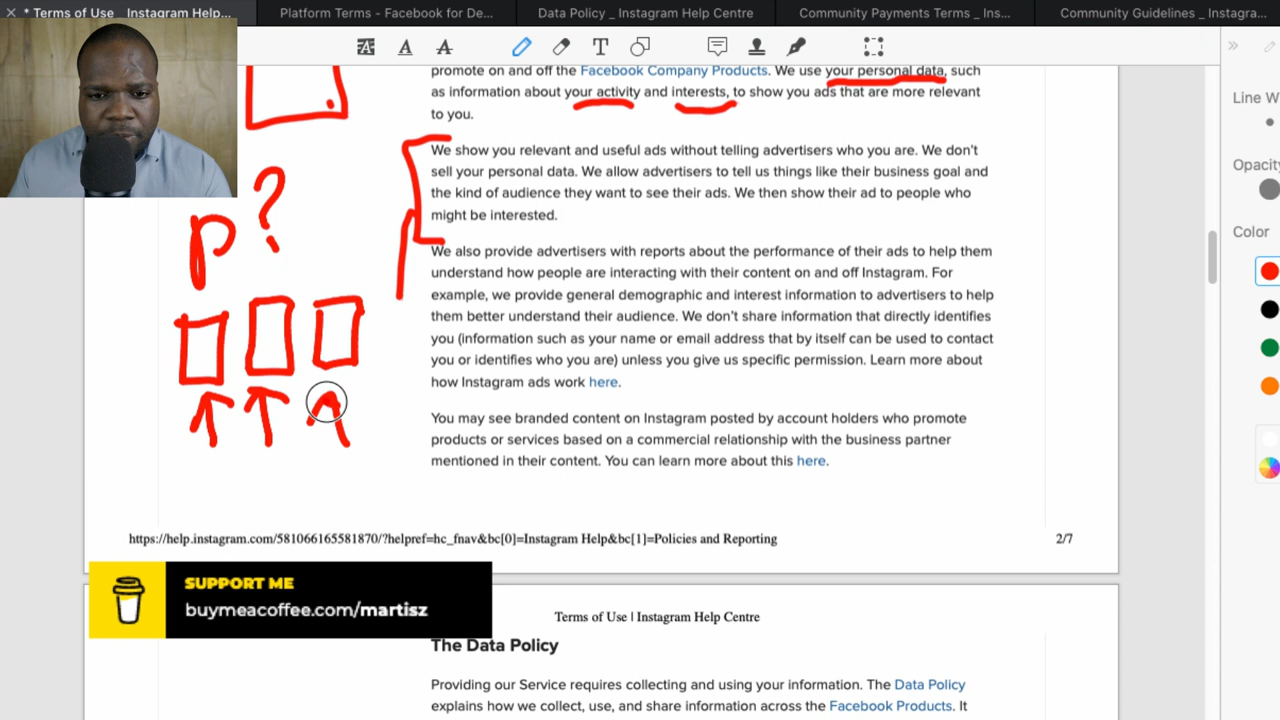 * Terms of Use _ Instagram Help...
Platform Terms - Facebook for De...
Data Policy _ Instagram Help Centre
Community Payments Terms _ Ins...
Community Guidelines _ Instagra...
promote on and off the Facebook Company Products. We use your personal data, such
as information about your activity and interests, to show you ads that are more relevant
to you.
We show you relevant and useful ads without telling advertisers who you are. We don't
sell your personal data. We allow advertisers to tell us things like their business goal and
the kind of audience they want to see their ads. We then show their ad to people who
might be interested.
We also provide advertisers with reports about the performance of their ads to help them
understand how people are interacting with their content on and off Instagram. For
example, we provide general demographic and interest information to advertisers to help
them better understand their audience. We don't share information that directly identifies
you (information such as your name or email address that by itself can be used to contact
you or identifies who you are) unless you give us specific permission. Learn more about
how Instagram ads work here.
You may see branded content on Instagram posted by account holders who promote
products or services based on a commercial relationship with the business partner
mentioned in their content. You can learn more about this here.
P ?
https://help.instagram.com/581066165581870/?helpref=hc_fnav&bc[0]=Instagram Help&bc[1]=Policies and Reporting
2/7
SUPPORT ME
buymeacoffee.com/martisz
Terms of Use | Instagram Help Centre
The Data Policy
Providing our Service requires collecting and using your information. The Data Policy
explains how we collect, use, and share information across the Facebook Products. It
Line W
Opacity
Color